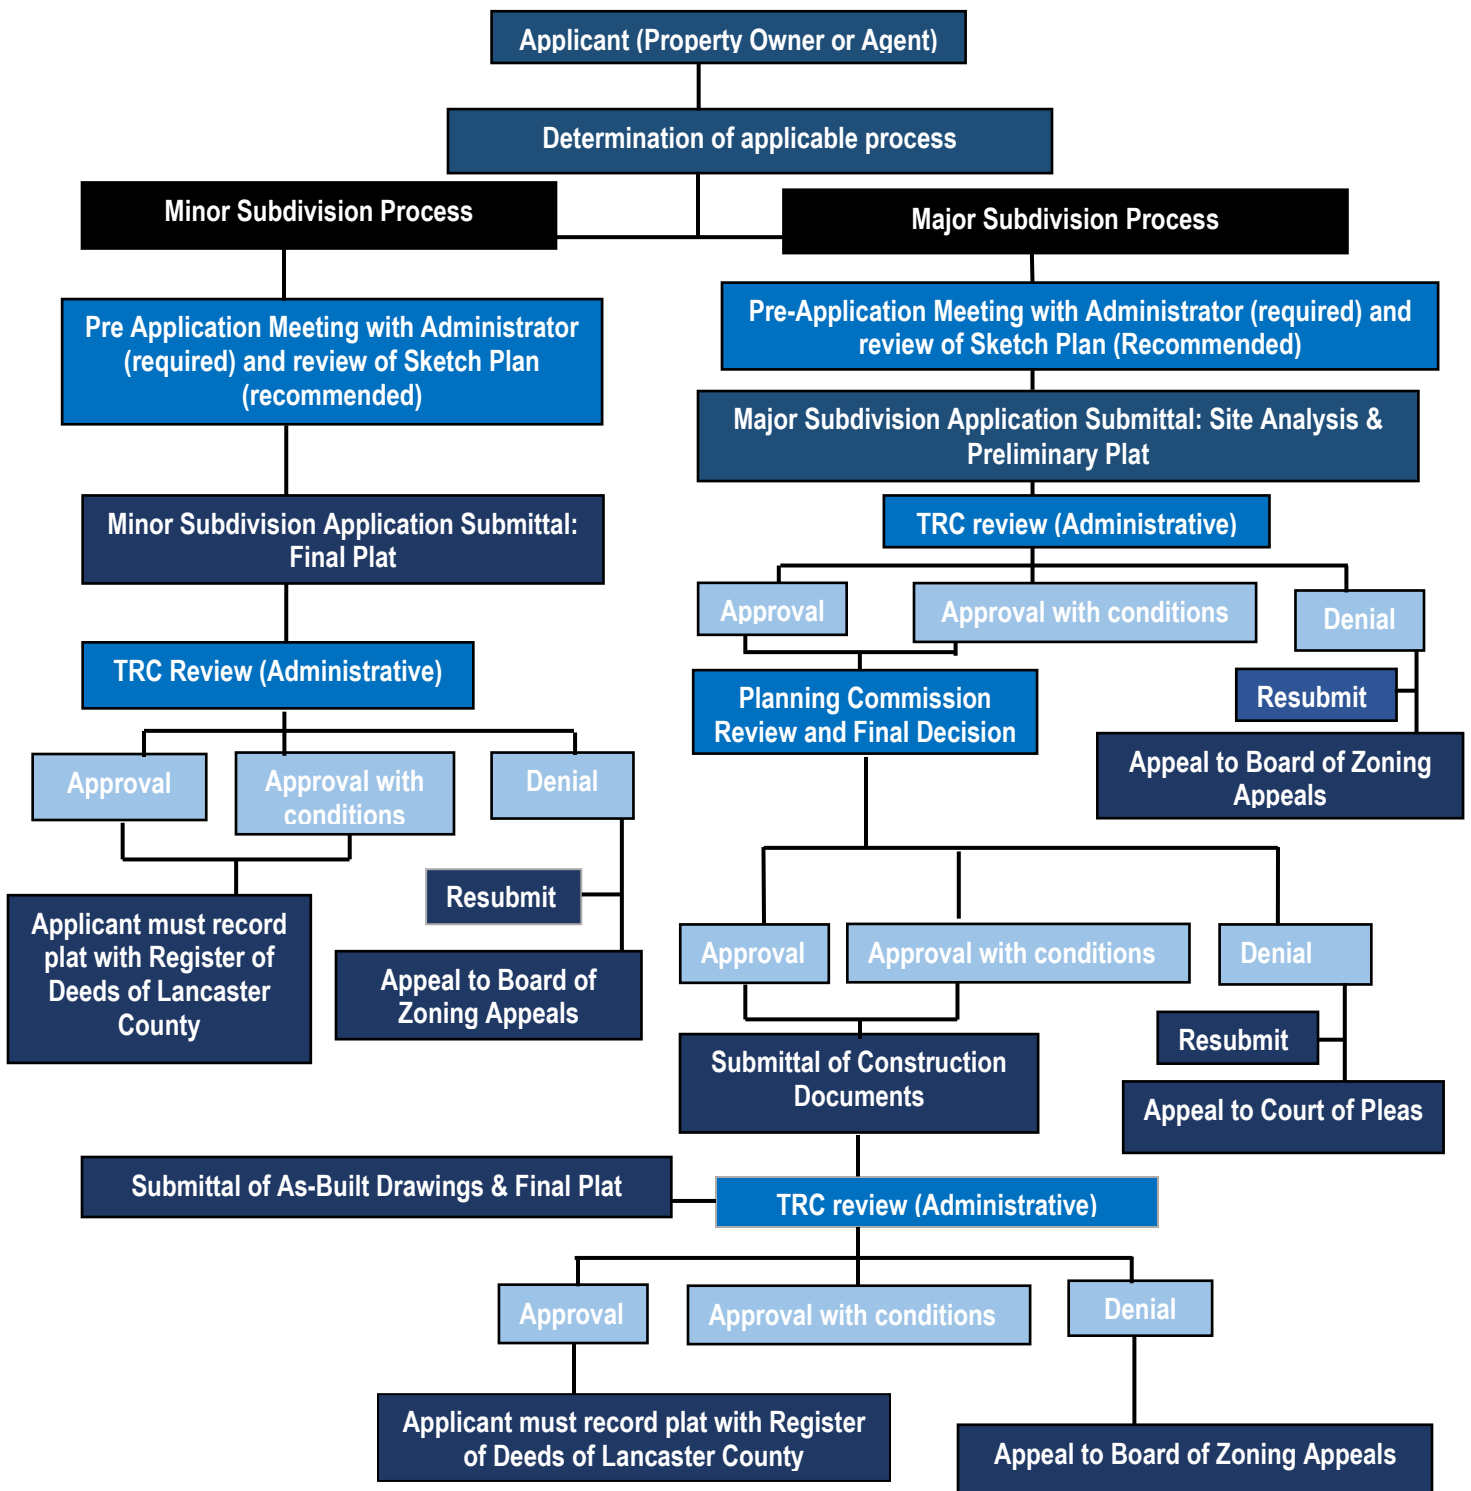 Applicant (Property Owner or Agent)
Determination of applicable process
Minor Subdivision Process
Major Subdivision Process
Pre Application Meeting with Administrator
(required) and review of Sketch Plan
(recommended)
Pre-Application Meeting with Administrator (required) and
review of Sketch Plan (Recommended)
Major Subdivision Application Submittal: Site Analysis &
Preliminary Plat
Minor Subdivision Application Submittal:
Final Plat
TRC review (Administrative)
Approval
Approval with conditions
Denial
TRC Review (Administrative)
Resubmit
Planning Commission
Review and Final Decision
Appeal to Board of Zoning
Appeals
Approval
Approval with
conditions
Denial
Resubmit
Applicant must record
plat with Register of
Deeds of Lancaster
County
Appeal to Board of
Zoning Appeals
Approval
Approval with conditions
Denial
Resubmit
Submittal of Construction
Documents
Appeal to Court of Pleas
Submittal of As-Built Drawings & Final Plat
TRC review (Administrative)
Approval
Approval with conditions
Denial
Applicant must record plat with Register
of Deeds of Lancaster County
Appeal to Board of Zoning Appeals